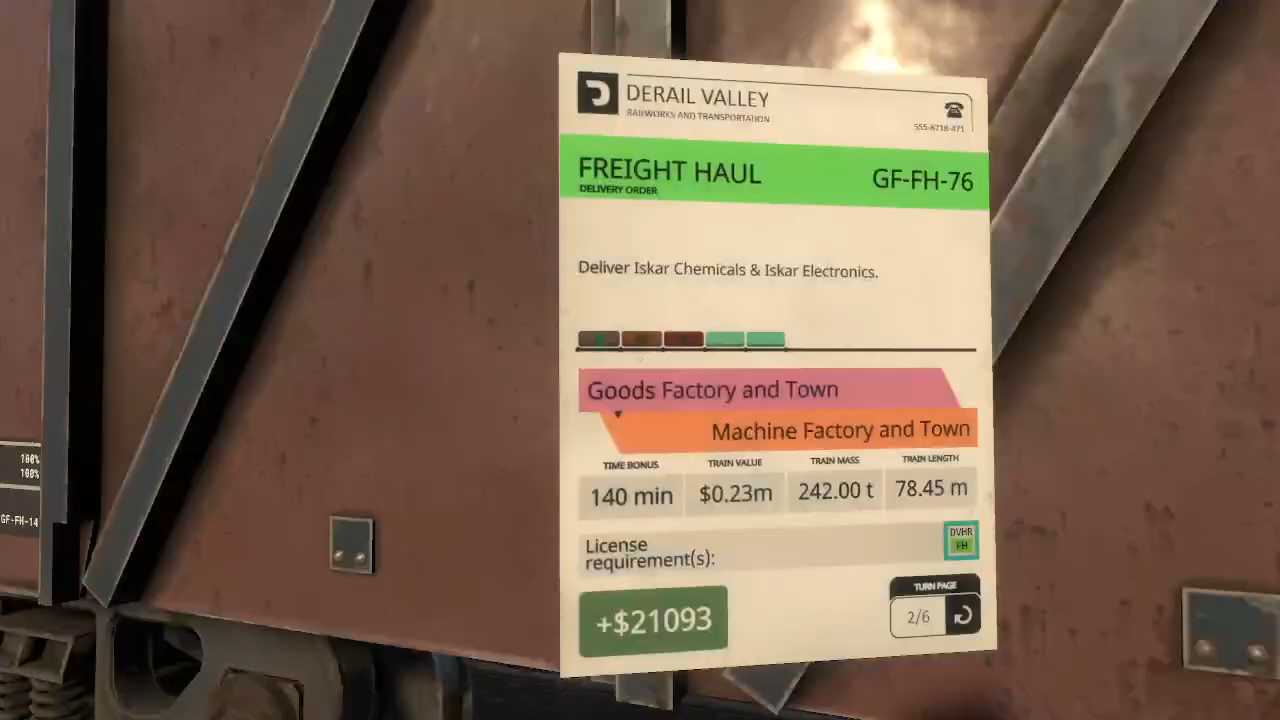 DERAIL VALLEY
RAILWORKS AND TRANSPORTATION
555-8718-471
FREIGHT HAUL
DELIVERY ORDER
GF-FH-76
Deliver Iskar Chemicals & Iskar Electronics.
Goods Factory and Town
Machine Factory and Town
TIME BONUS TRAIN VALUE TRAIN MASS TRAIN LENGTH
140 min $0.23m 242.00 t 78.45 m
License
requirement(s):
DVHR
FH
+$21093
TURN PAGE
2/6
100%
100%
GF-FH-14